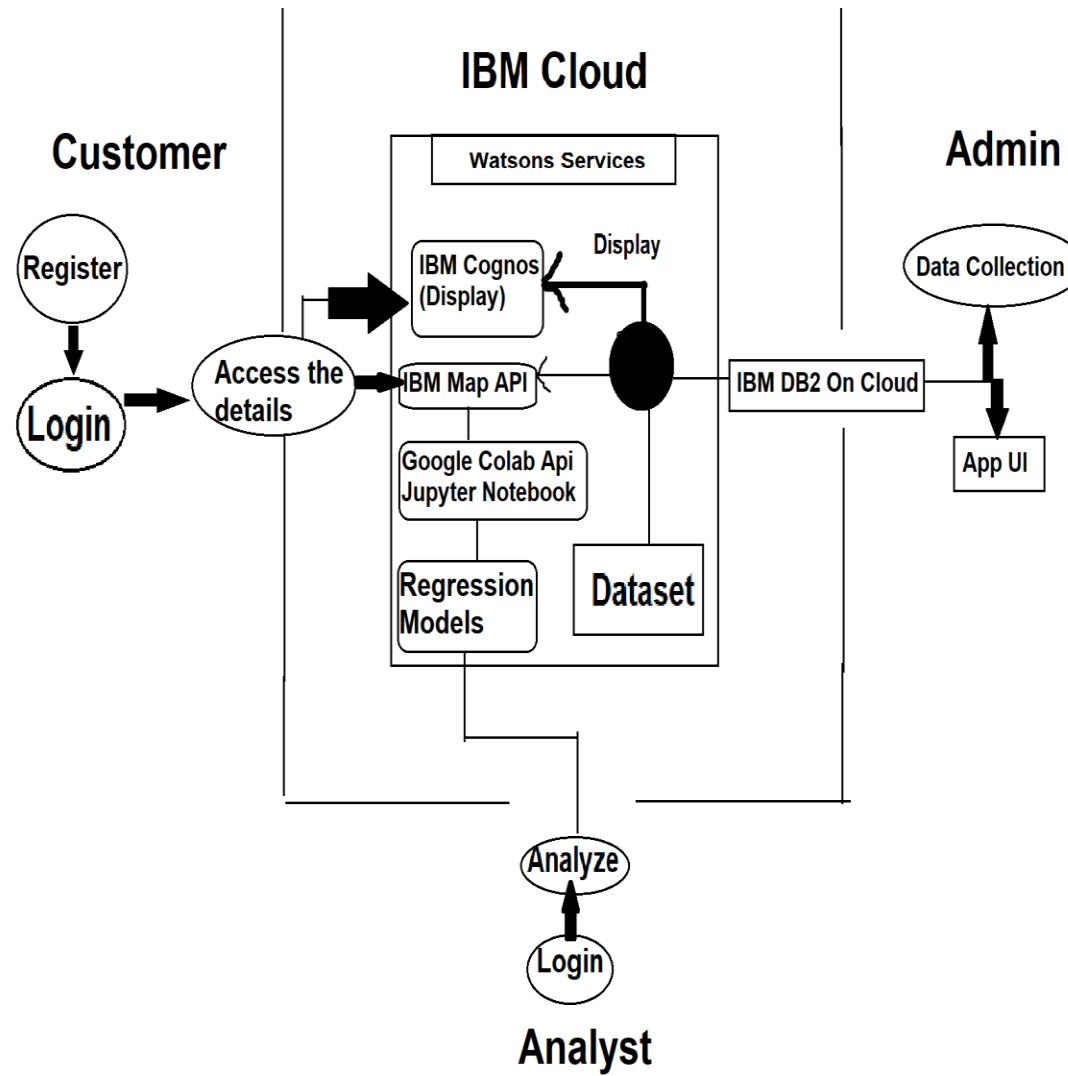 IBM Cloud
Customer
Admin
Watsons Services
Register
IBM Cognos
(Display)
Display
Data Collection
Access the
details
IBM Map API
IBM DB2 On Cloud
Login
Google Colab Api
Jupyter Notebook
App UI
Regression
Models
Dataset
Analyze
Login
Analyst